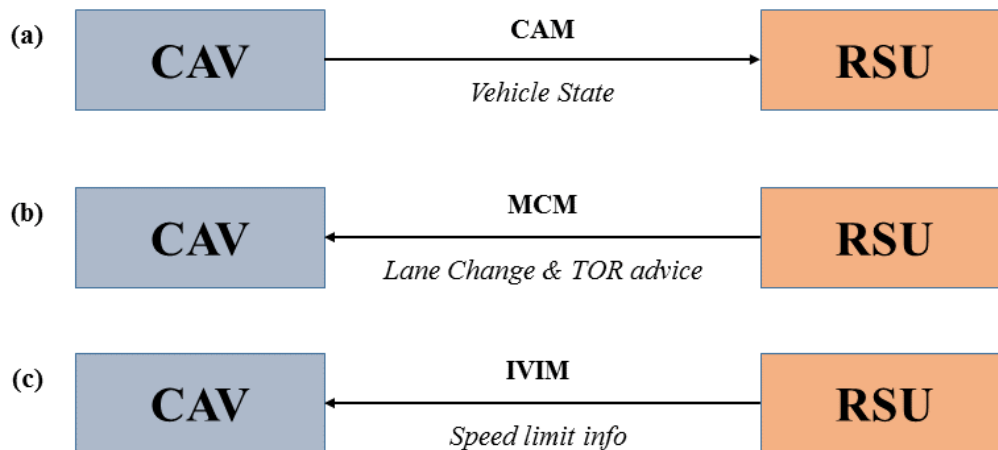 (a) CAV CAM RSU
Vehicle State
(b) CAV MCM RSU
Lane Change & TOR advice
(c) CAV IVIM RSU
Speed limit info